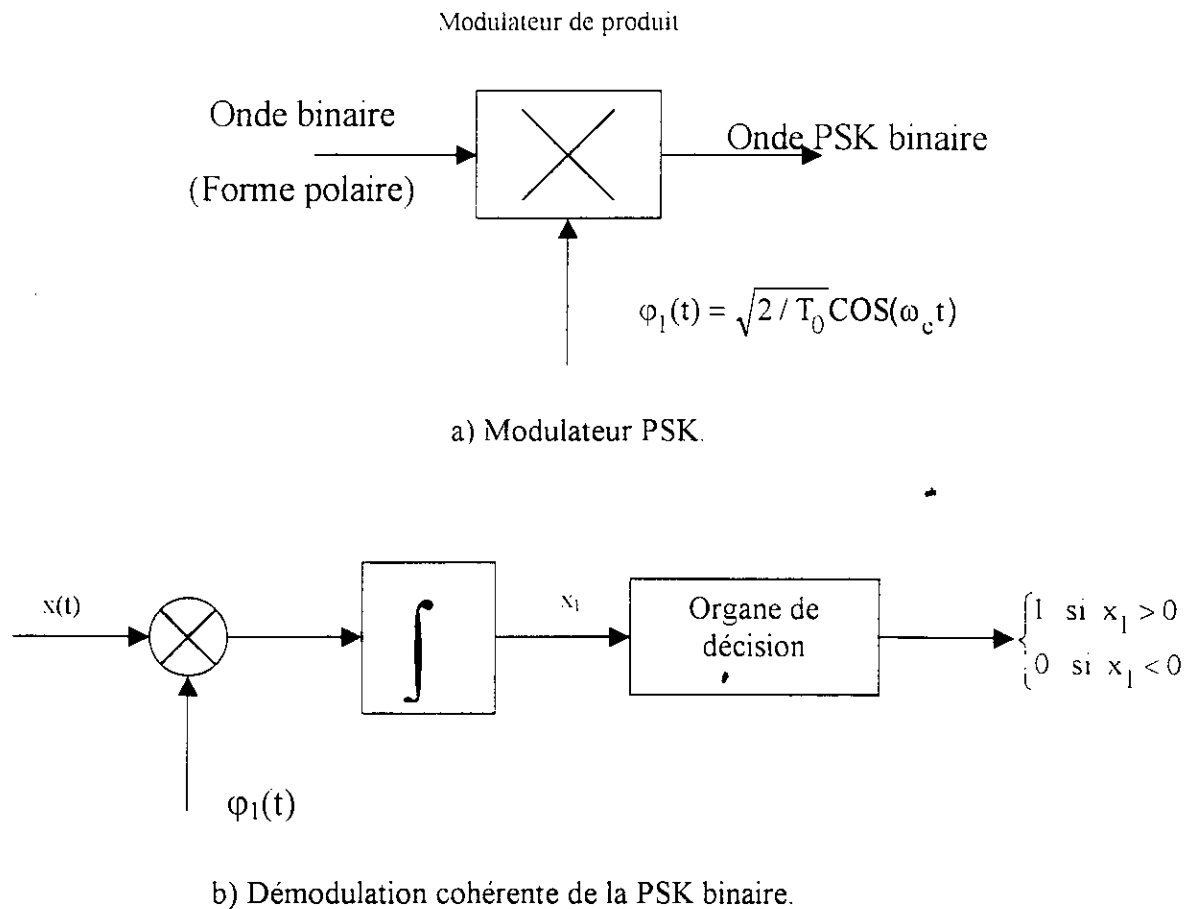 Modulateur de produit
Onde binaire
(Forme polaire)
Onde PSK binaire
φ₁(t) = √2 / T₀ COS(ω_c t)
a) Modulateur PSK.
x(t)
∫
x₁
Organe de
décision
{1 si x₁ > 0
{0 si x₁ < 0
φ₁(t)
b) Démodulation cohérente de la PSK binaire.